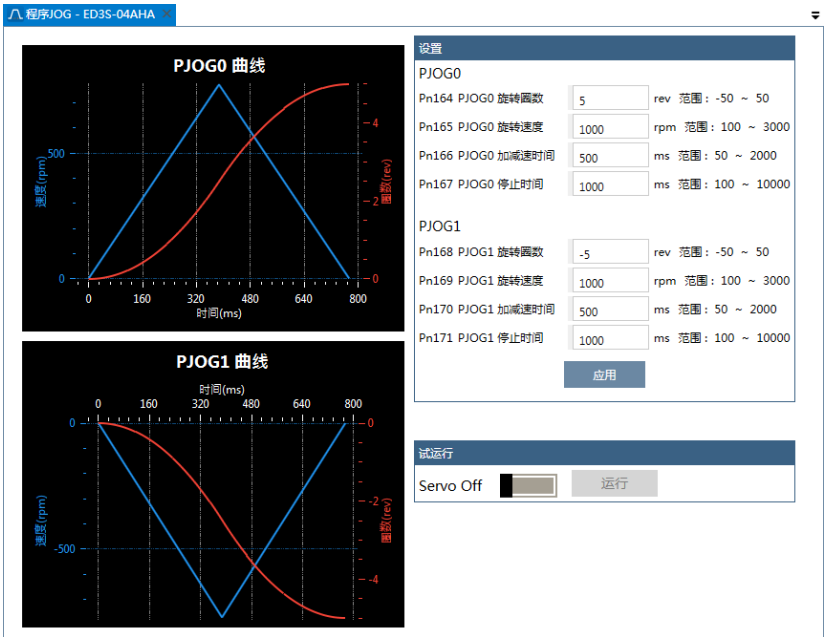 程序JOG - ED3S-04AHA
PJOG0 曲线
速度(rpm)
500
0
4
2
0
圈数(rev)
0 160 320 480 640 800
时间(ms)
PJOG1 曲线
时间(ms)
0 160 320 480 640 800
速度(rpm)
0
-500
0
-2
-4
圈数(rev)
设置
PJOG0
Pn164 PJOG0 旋转圈数 5 rev 范围： -50 ~ 50
Pn165 PJOG0 旋转速度 1000 rpm 范围： 100 ~ 3000
Pn166 PJOG0 加减速时间 500 ms 范围： 50 ~ 2000
Pn167 PJOG0 停止时间 1000 ms 范围： 100 ~ 10000
PJOG1
Pn168 PJOG1 旋转圈数 -5 rev 范围： -50 ~ 50
Pn169 PJOG1 旋转速度 1000 rpm 范围： 100 ~ 3000
Pn170 PJOG1 加减速时间 500 ms 范围： 50 ~ 2000
Pn171 PJOG1 停止时间 1000 ms 范围： 100 ~ 10000
应用
试运行
Servo Off
运行